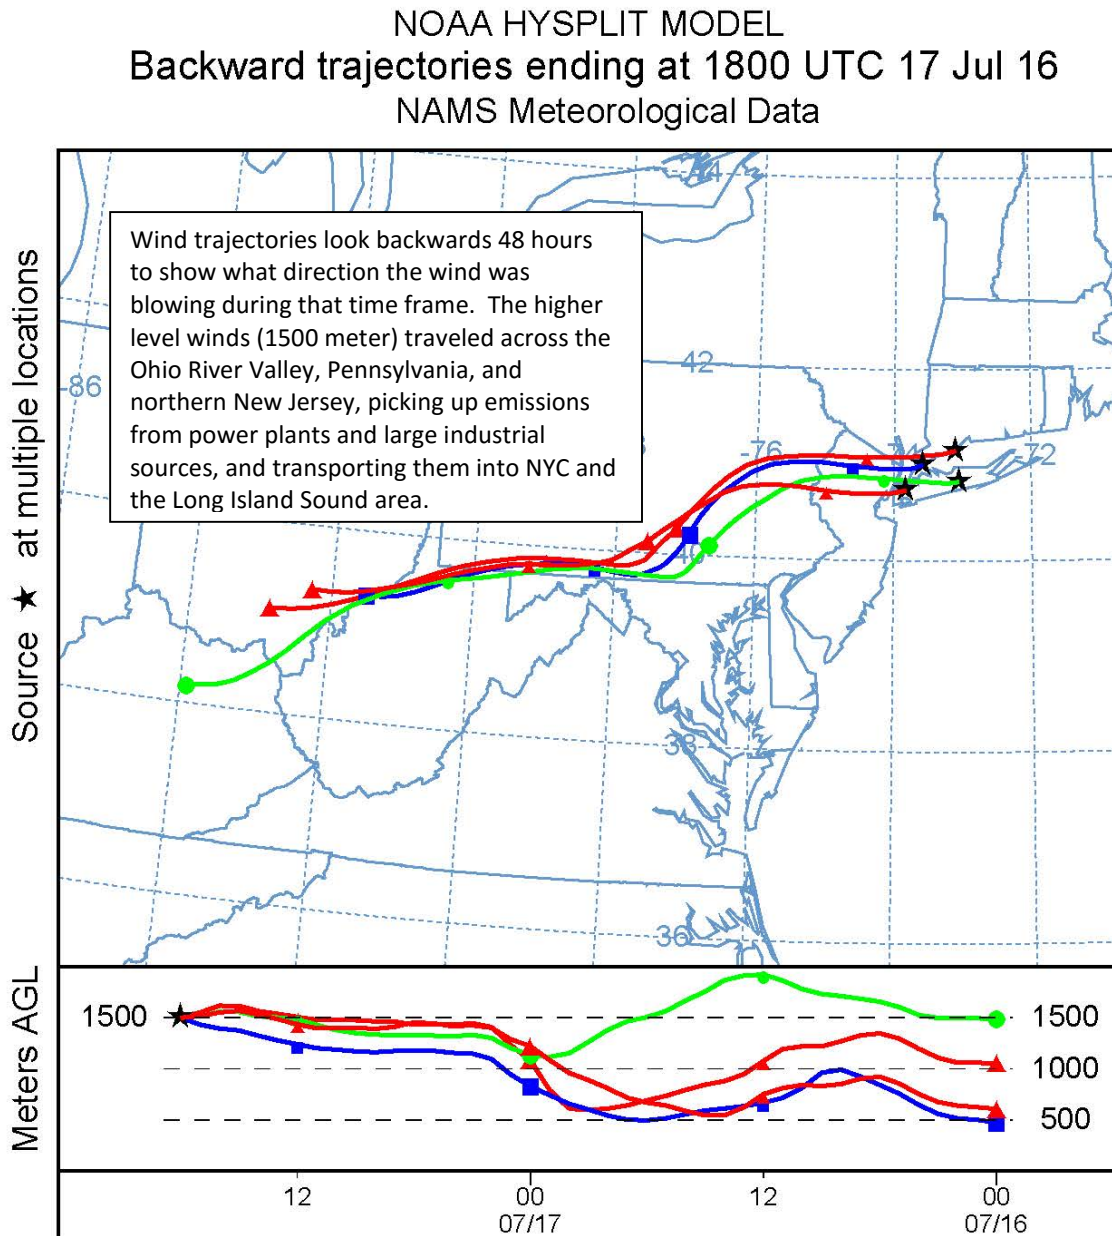 NOAA HYSPLIT MODEL
Backward trajectories ending at 1800 UTC 17 Jul 16
NAMS Meteorological Data
Source ★ at multiple locations
Wind trajectories look backwards 48 hours
to show what direction the wind was
blowing during that time frame. The higher
level winds (1500 meter) traveled across the
Ohio River Valley, Pennsylvania, and
northern New Jersey, picking up emissions
from power plants and large industrial
sources, and transporting them into NYC and
the Long Island Sound area.
44
42
-86
-76
-74
-72
40
38
36
Meters AGL
1500
1500
1000
500
12 00 12 00
07/17 07/16